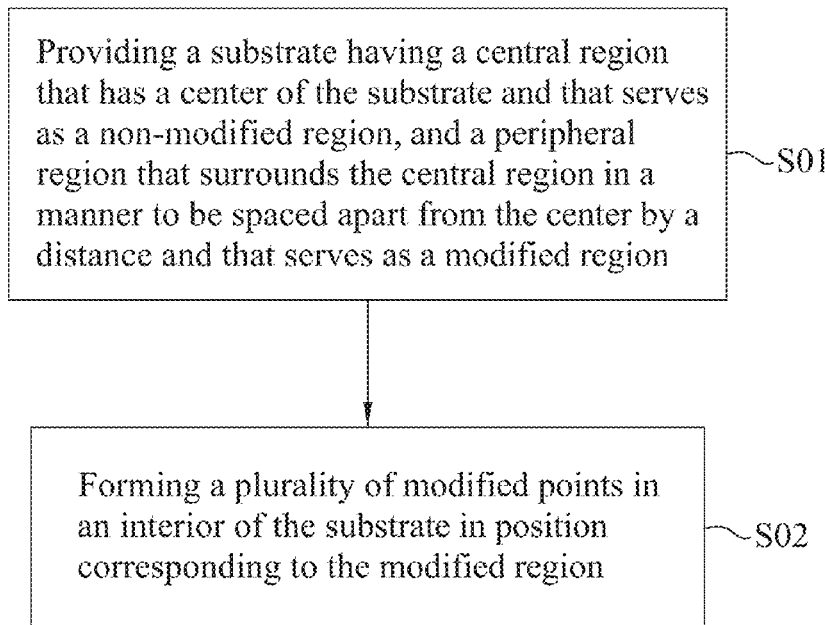 Providing a substrate having a central region
that has a center of the substrate and that serves
as a non-modified region, and a peripheral
region that surrounds the central region in a
manner to be spaced apart from the center by a
distance and that serves as a modified region
S01
Forming a plurality of modified points in
an interior of the substrate in position
corresponding to the modified region
S02